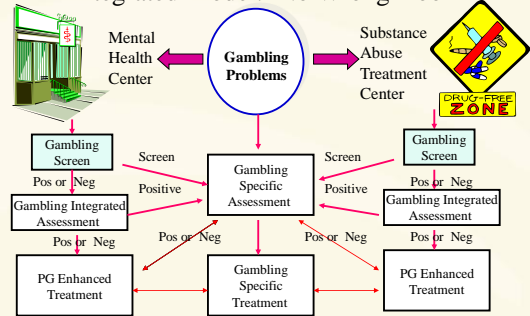 Mental
Health
Center
Gambling
Problems
Substance
Abuse
Treatment
Center
DRUG-FREE
ZONE
Gambling
Screen
Screen
Screen
Gambling
Screen
Pos or Neg
Positive
Gambling
Specific
Assessment
Positive
Pos or Neg
Gambling Integrated
Assessment
Gambling Integrated
Assessment
Pos or Neg
Pos or Neg
Pos or Neg
Pos or Neg
PG Enhanced
Treatment
Gambling
Specific
Treatment
PG Enhanced
Treatment